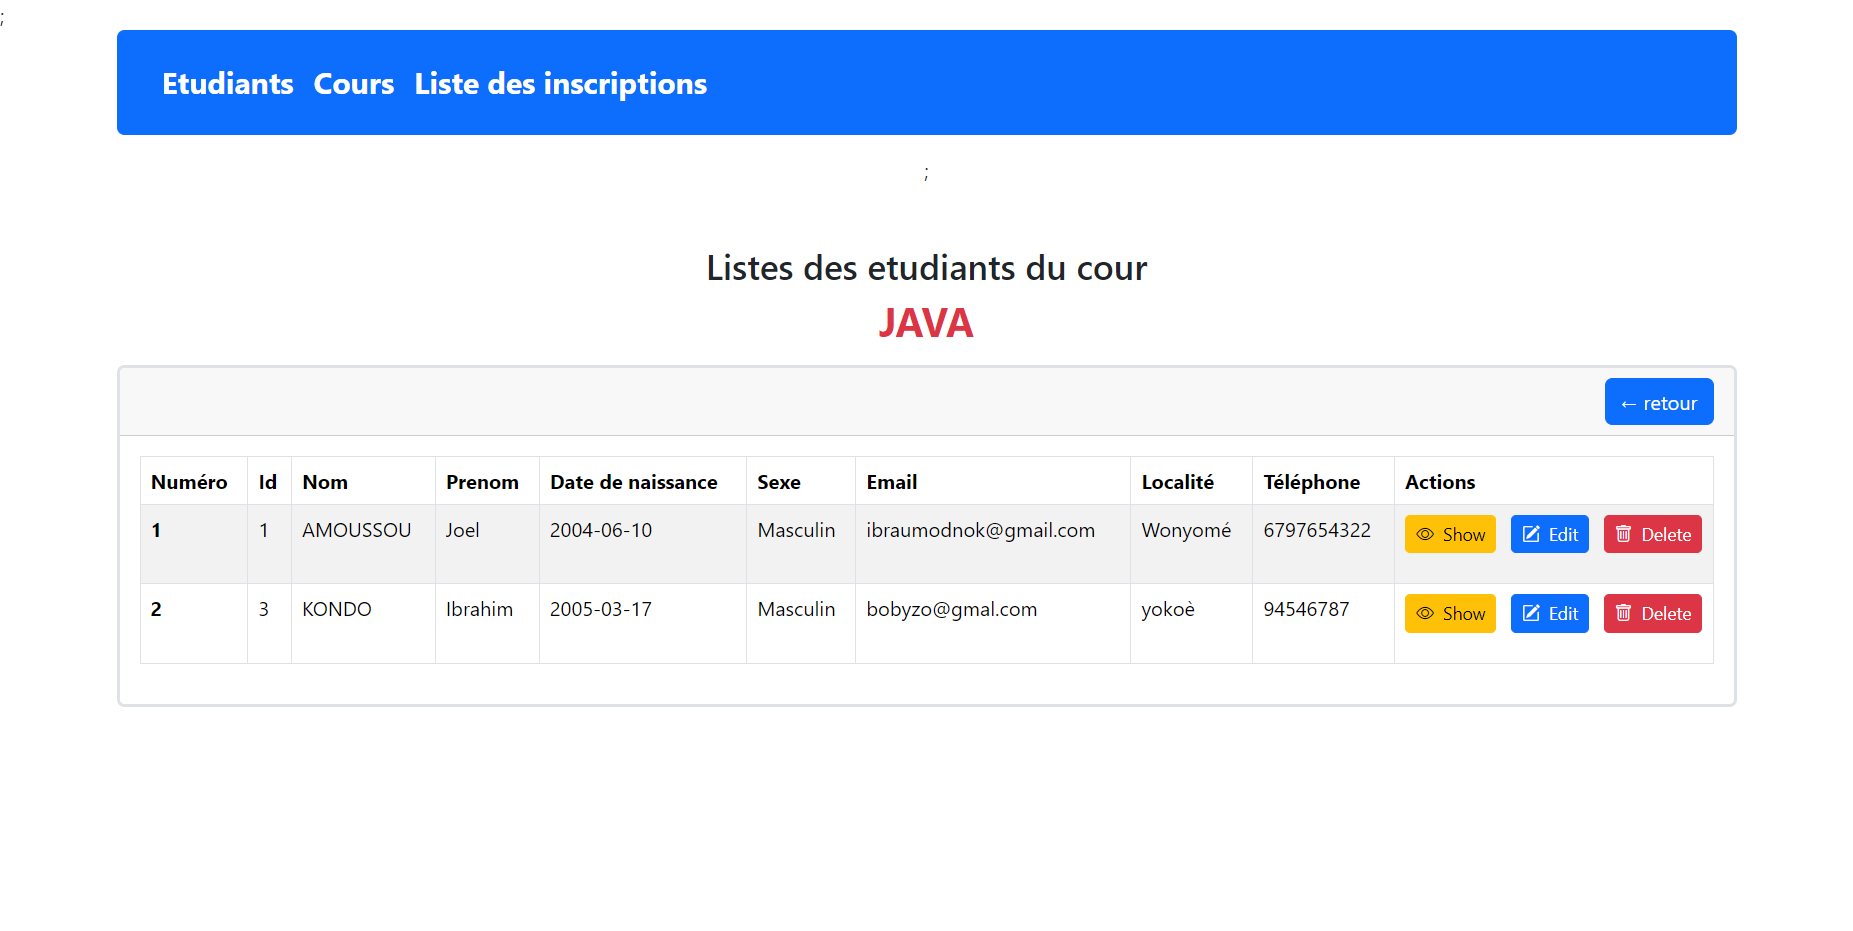 ;
Etudiants Cours Liste des inscriptions
;
Listes des etudiants du cour
JAVA
← retour
Numéro Id Nom Prenom Date de naissance Sexe Email Localité Téléphone Actions
1 1 AMOUSSOU Joel 2004-06-10 Masculin ibraumodnok@gmail.com Wonyomé 6797654322 Show Edit Delete
2 3 KONDO Ibrahim 2005-03-17 Masculin bobyzo@gmal.com yokoè 94546787 Show Edit Delete